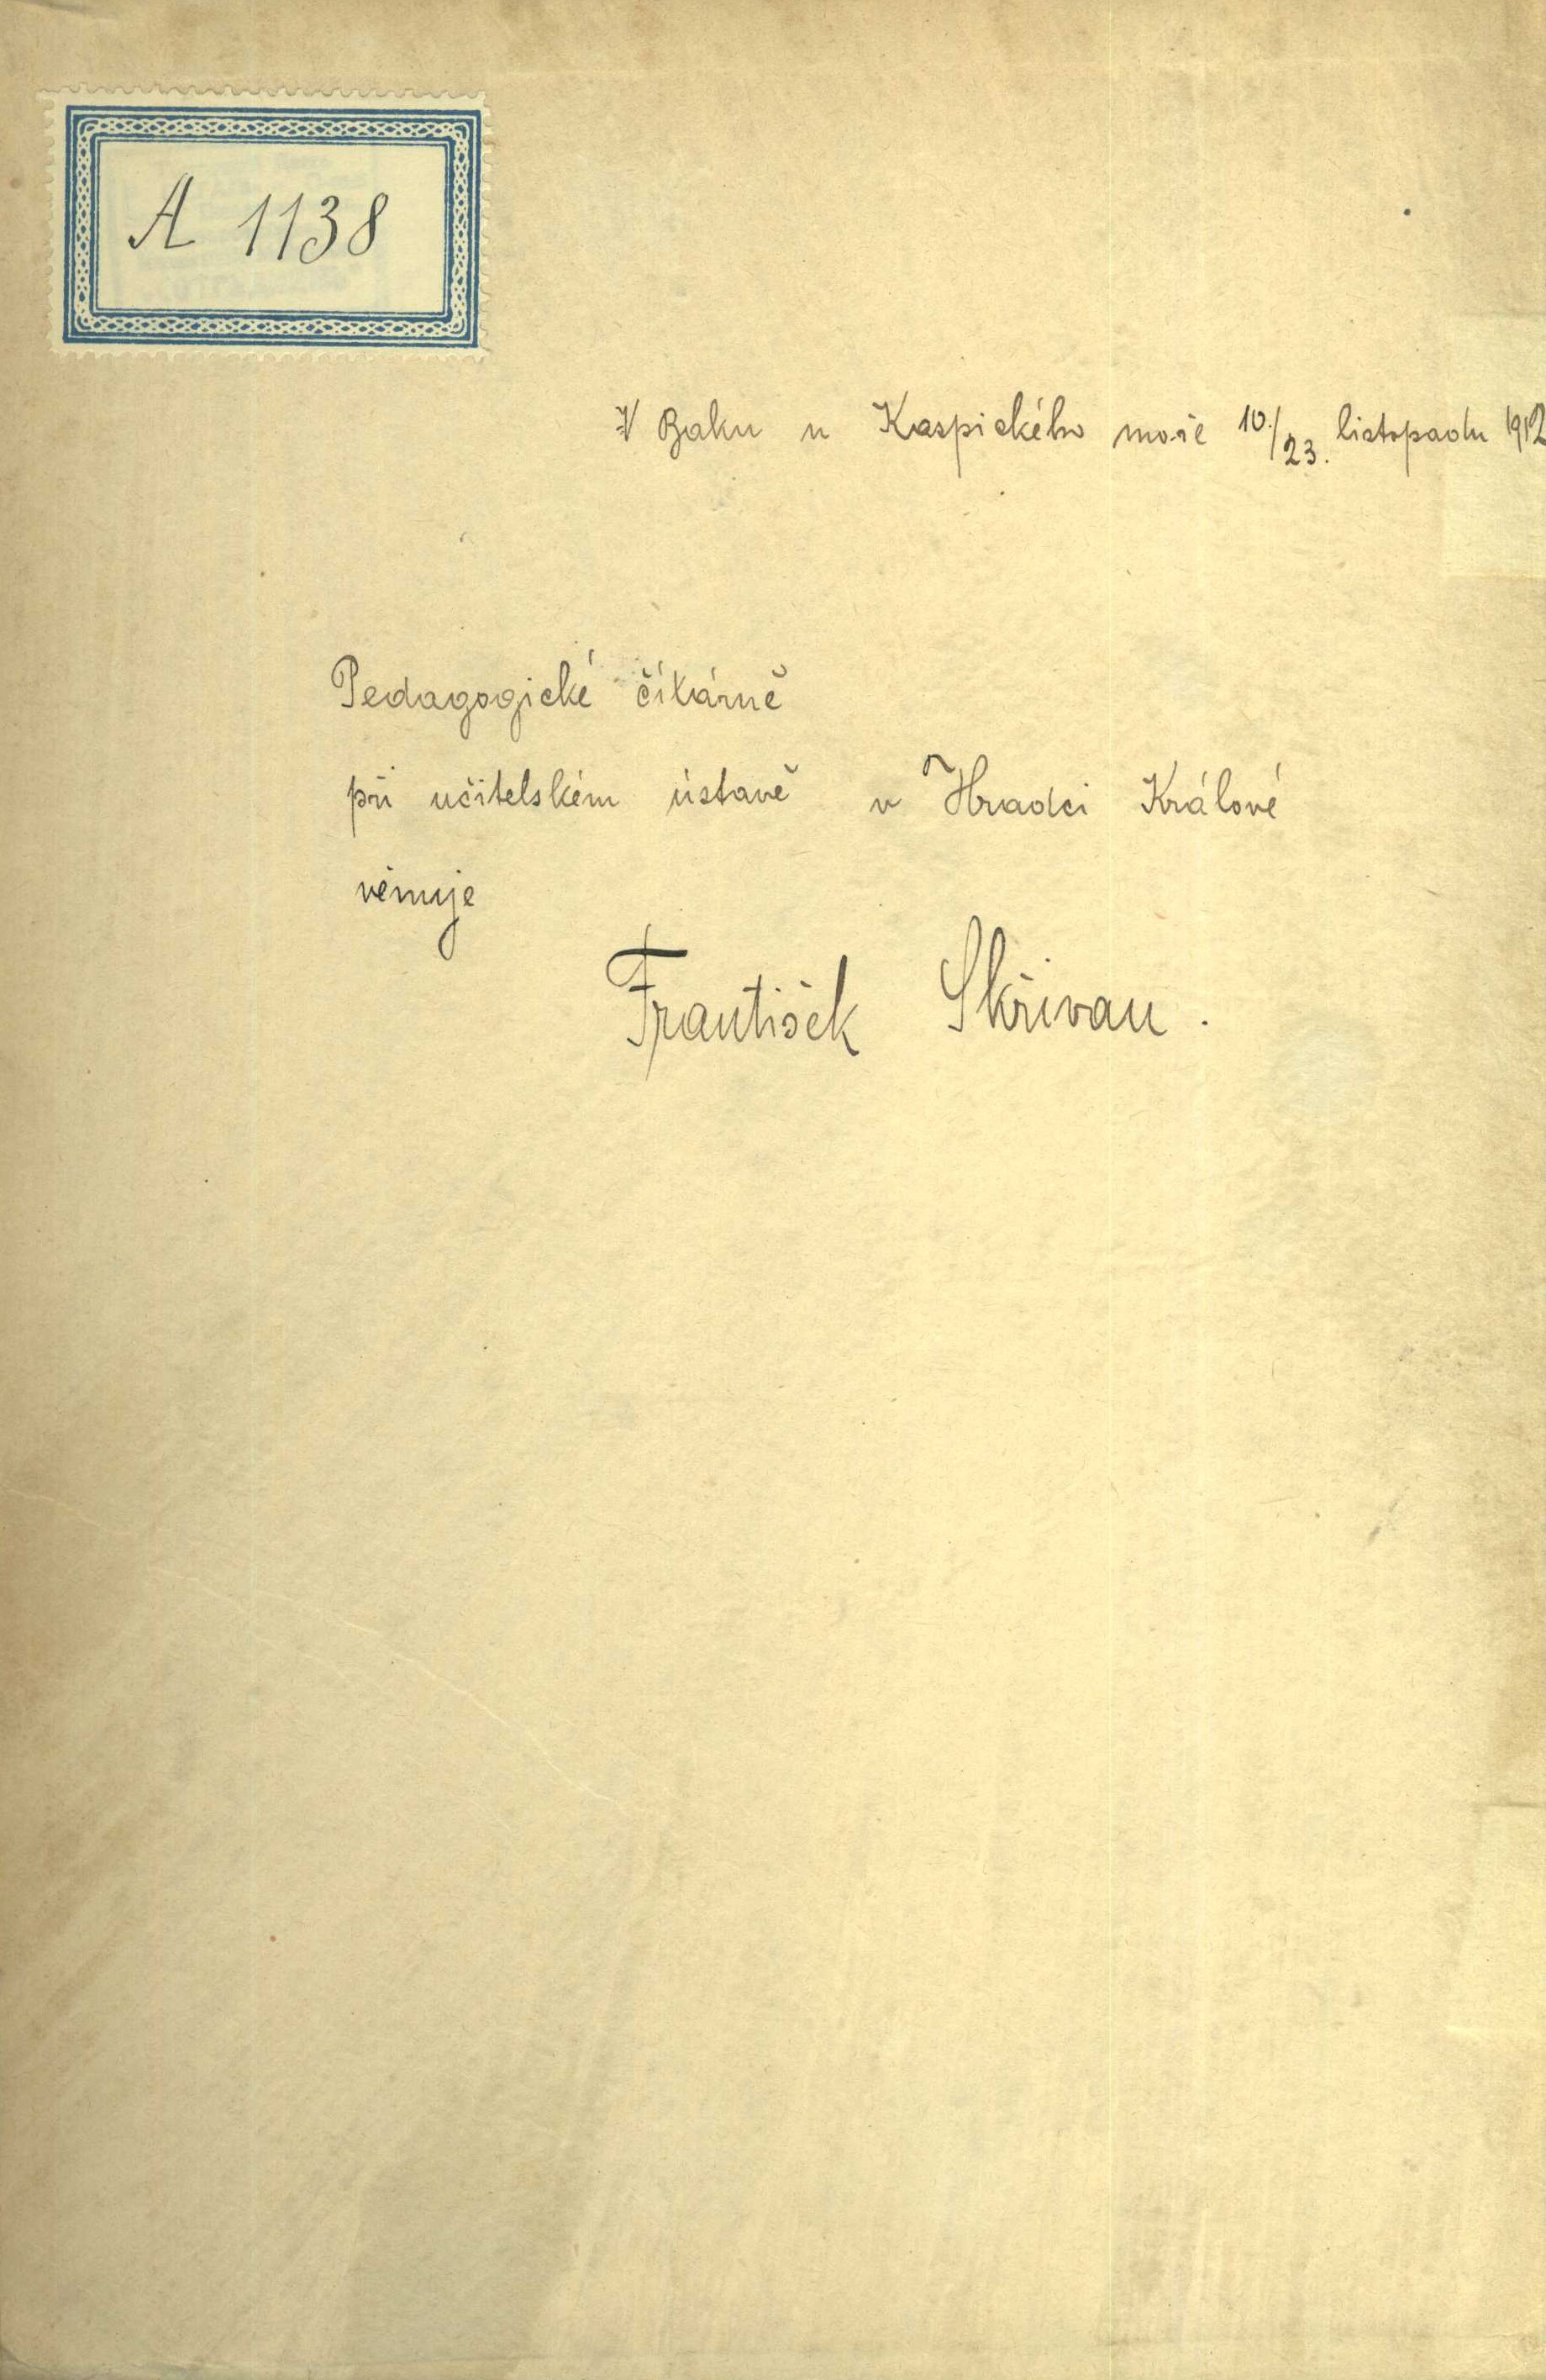 A 1138
V Baku u Kaspického moře 10./23. listopadu 1912
Pedagogické čítárně
při učitelském ústavě v Hradci Králové
věnuje
František Skřivan.